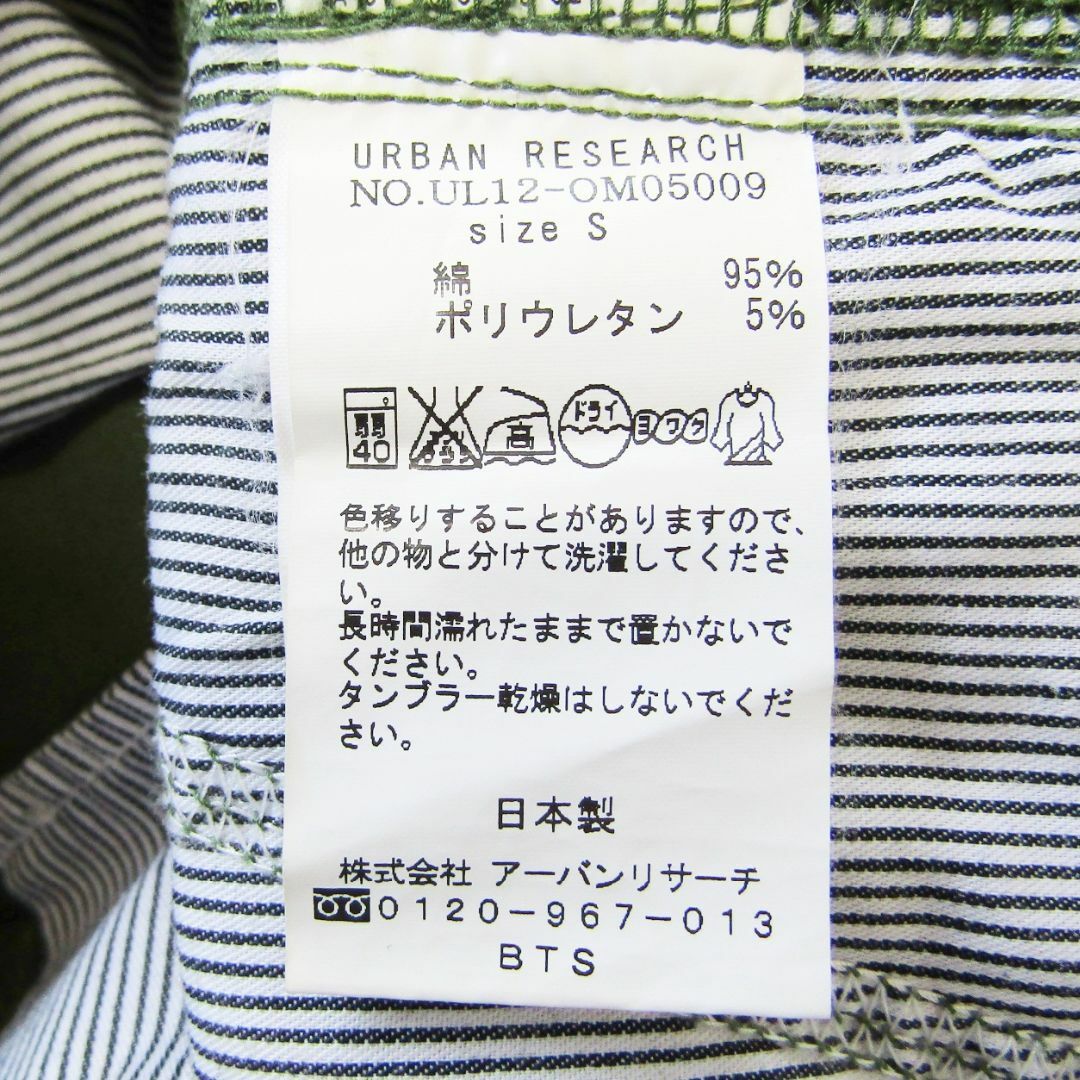 URBAN RESEARCH
NO.UL12-OM05009
size S
綿 95%
ポリウレタン 5%
弱 40 高 ドライ ヨワク
色移りすることがありますので、
他の物と分けて洗濯してくださ
い。
長時間濡れたままで置かないで
ください。
タンブラー乾燥はしないでくだ
さい。
日本製
株式会社 アーバンリサーチ
0120-967-013
BTS